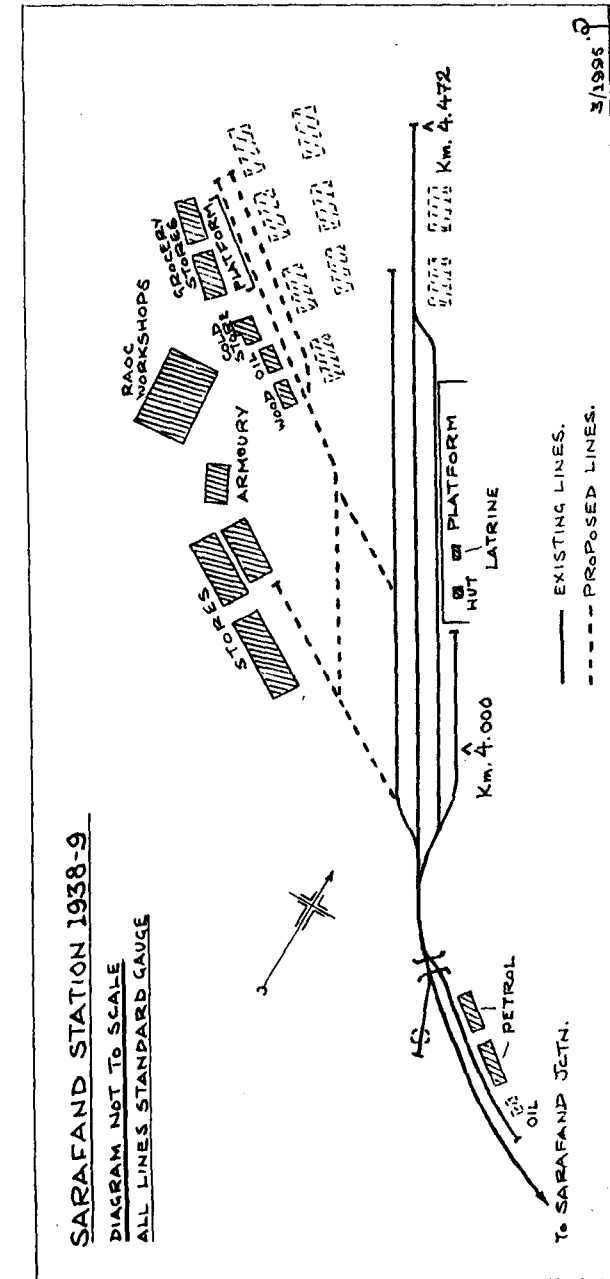 SARAFAND STATION 1938-9
DIAGRAM NOT TO SCALE
ALL LINES STANDARD GAUGE
RAOC
WORKSHOPS
GROCERY
STORES
PLATFORM
COLD
STORE
OIL
WOOD
ARMOURY
STORES
PLATFORM
HUT
LATRINE
Km. 4.472
Km. 4.000
PETROL
OIL
To SARAFAND JCTN.
EXISTING LINES.
PROPOSED LINES.
3/1995